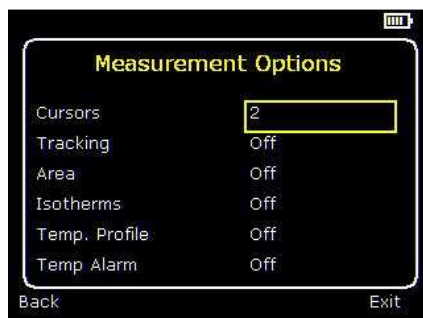 Measurement Options
Cursors 2
Tracking Off
Area Off
Isotherms Off
Temp. Profile Off
Temp Alarm Off
Back Exit